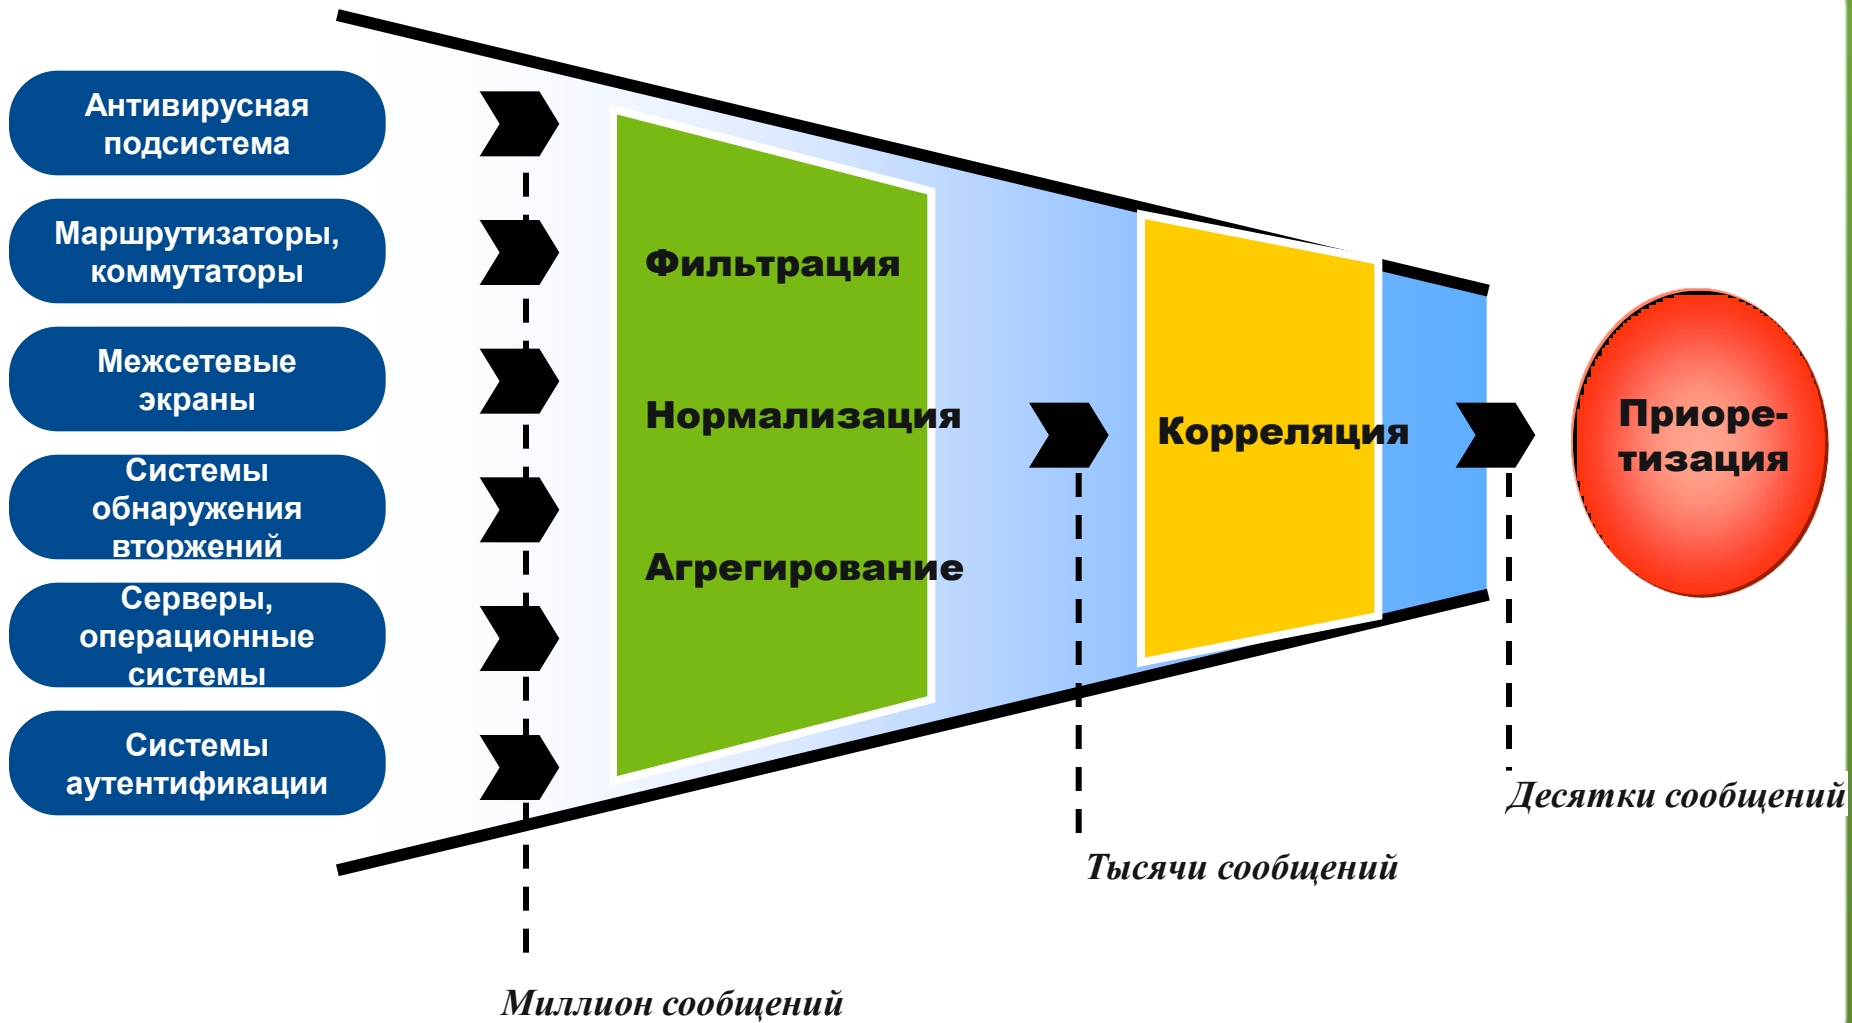 Антивирусная
подсистема
Маршрутизаторы,
коммутаторы
Межсетевые
экраны
Системы
обнаружения
вторжений
Серверы,
операционные
системы
Системы
аутентификации
Фильтрация
Нормализация
Агрегирование
Корреляция
Приоре-
тизация
Десятки сообщений
Тысячи сообщений
Миллион сообщений